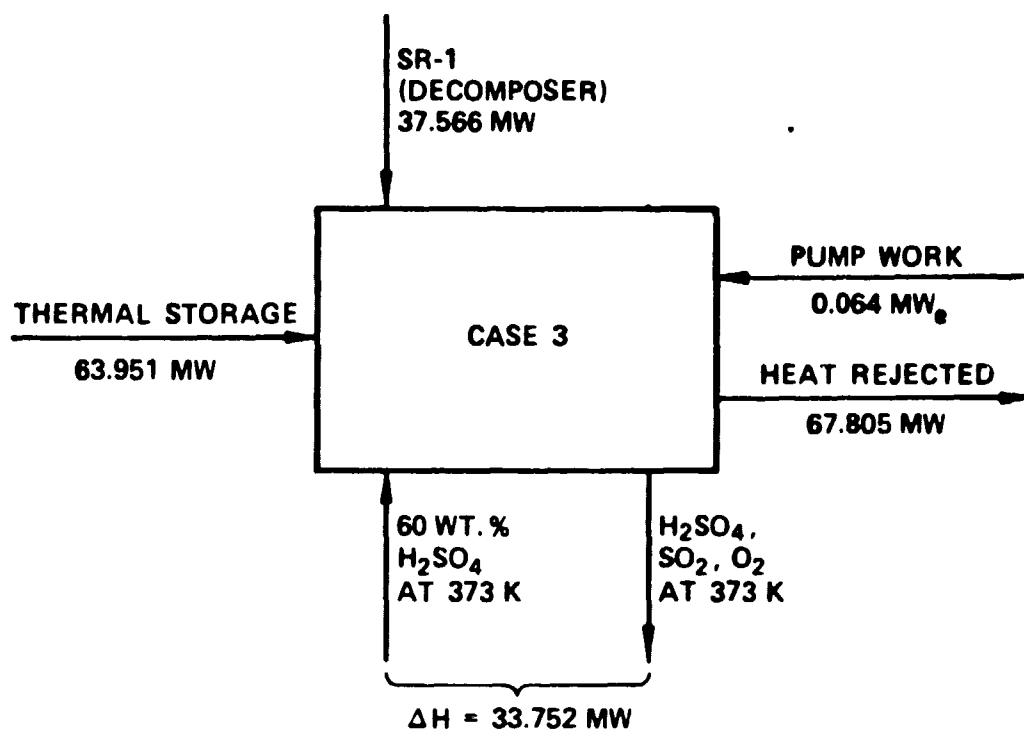 SR-1
(DECOMPOSER)
37.566 MW
PUMP WORK
0.064 MWe
THERMAL STORAGE
63.951 MW
CASE 3
HEAT REJECTED
67.805 MW
60 WT. %
H2SO4
AT 373 K
H2SO4,
SO2, O2
AT 373 K
ΔH = 33.752 MW